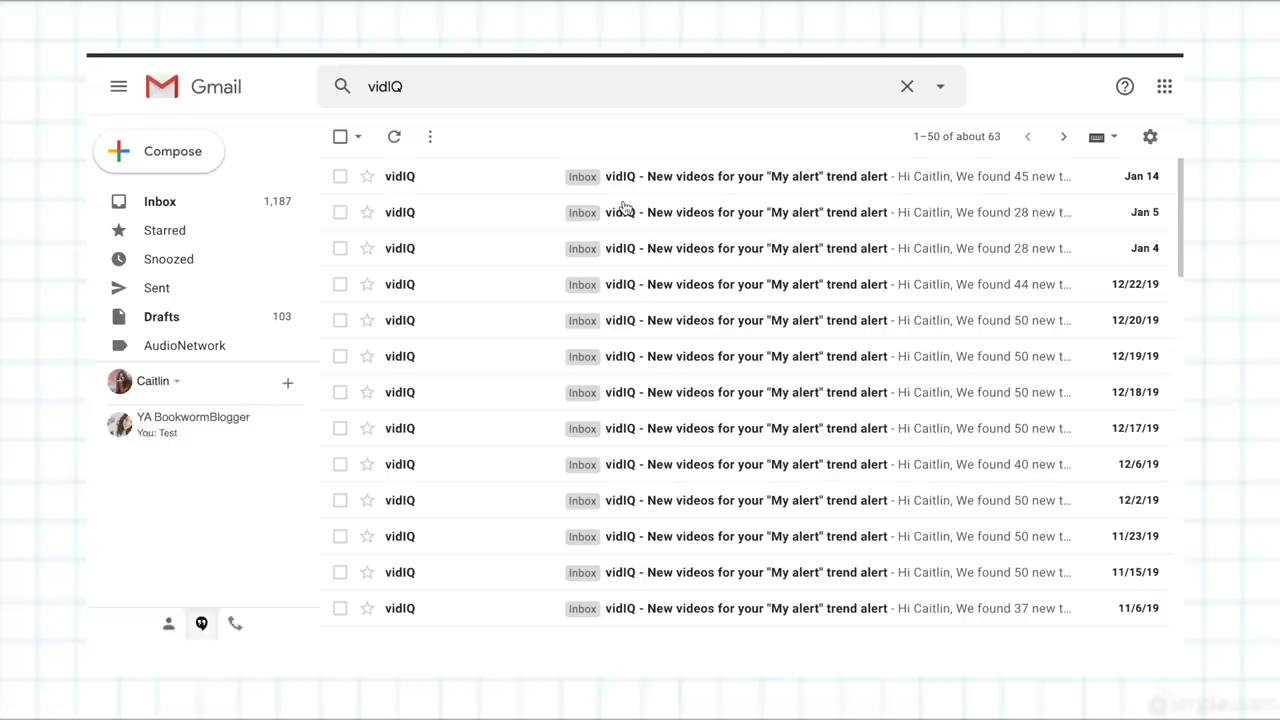 Gmail
vidIQ
Compose
1–50 of about 63
Inbox 1,187
Starred
Snoozed
Sent
Drafts 103
AudioNetwork
Caitlin
YA BookwormBlogger
You: Test
vidIQ Inbox vidIQ - New videos for your "My alert" trend alert - Hi Caitlin, We found 45 new t... Jan 14
vidIQ Inbox vidIQ - New videos for your "My alert" trend alert - Hi Caitlin, We found 28 new t... Jan 5
vidIQ Inbox vidIQ - New videos for your "My alert" trend alert - Hi Caitlin, We found 28 new t... Jan 4
vidIQ Inbox vidIQ - New videos for your "My alert" trend alert - Hi Caitlin, We found 44 new t... 12/22/19
vidIQ Inbox vidIQ - New videos for your "My alert" trend alert - Hi Caitlin, We found 50 new t... 12/20/19
vidIQ Inbox vidIQ - New videos for your "My alert" trend alert - Hi Caitlin, We found 50 new t... 12/19/19
vidIQ Inbox vidIQ - New videos for your "My alert" trend alert - Hi Caitlin, We found 50 new t... 12/18/19
vidIQ Inbox vidIQ - New videos for your "My alert" trend alert - Hi Caitlin, We found 50 new t... 12/17/19
vidIQ Inbox vidIQ - New videos for your "My alert" trend alert - Hi Caitlin, We found 40 new t... 12/6/19
vidIQ Inbox vidIQ - New videos for your "My alert" trend alert - Hi Caitlin, We found 50 new t... 12/2/19
vidIQ Inbox vidIQ - New videos for your "My alert" trend alert - Hi Caitlin, We found 50 new t... 11/23/19
vidIQ Inbox vidIQ - New videos for your "My alert" trend alert - Hi Caitlin, We found 50 new t... 11/15/19
vidIQ Inbox vidIQ - New videos for your "My alert" trend alert - Hi Caitlin, We found 37 new t... 11/6/19